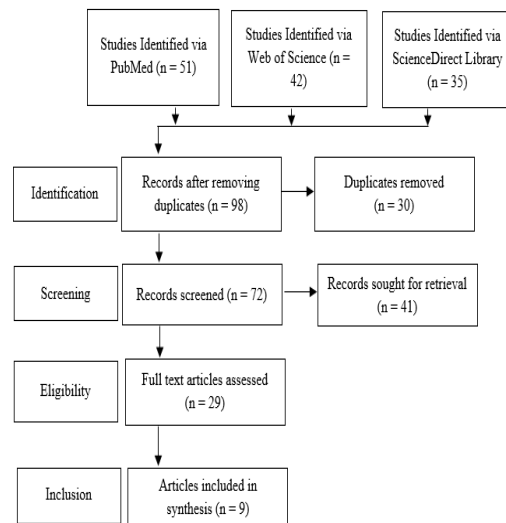 Studies Identified via
PubMed (n = 51)
Studies Identified via
Web of Science (n =
42)
Studies Identified via
ScienceDirect Library
(n = 35)
Identification
Records after removing
duplicates (n = 98)
Duplicates removed
(n = 30)
Screening
Records screened (n = 72)
Records sought for retrieval
(n = 41)
Eligibility
Full text articles assessed
(n = 29)
Inclusion
Articles included in
synthesis (n = 9)